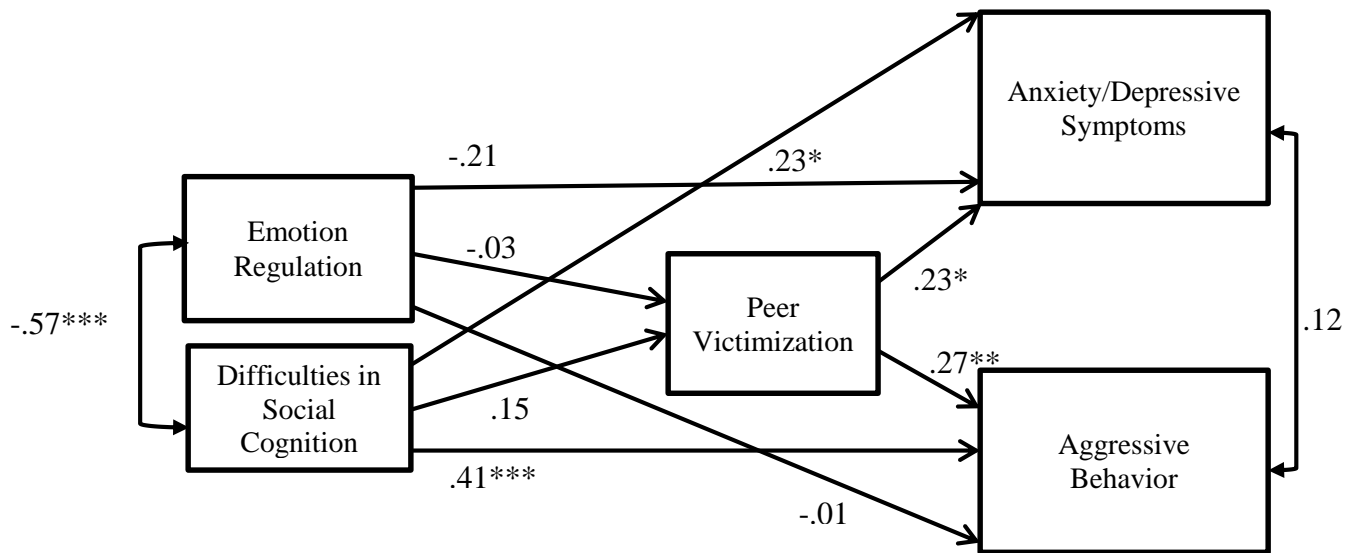 Anxiety/Depressive
Symptoms
-.21
.23*
Emotion
Regulation
-.03
.23*
Peer
Victimization
-.57***
.12
Difficulties in
Social
Cognition
.27**
.15
.41***
Aggressive
Behavior
-.01